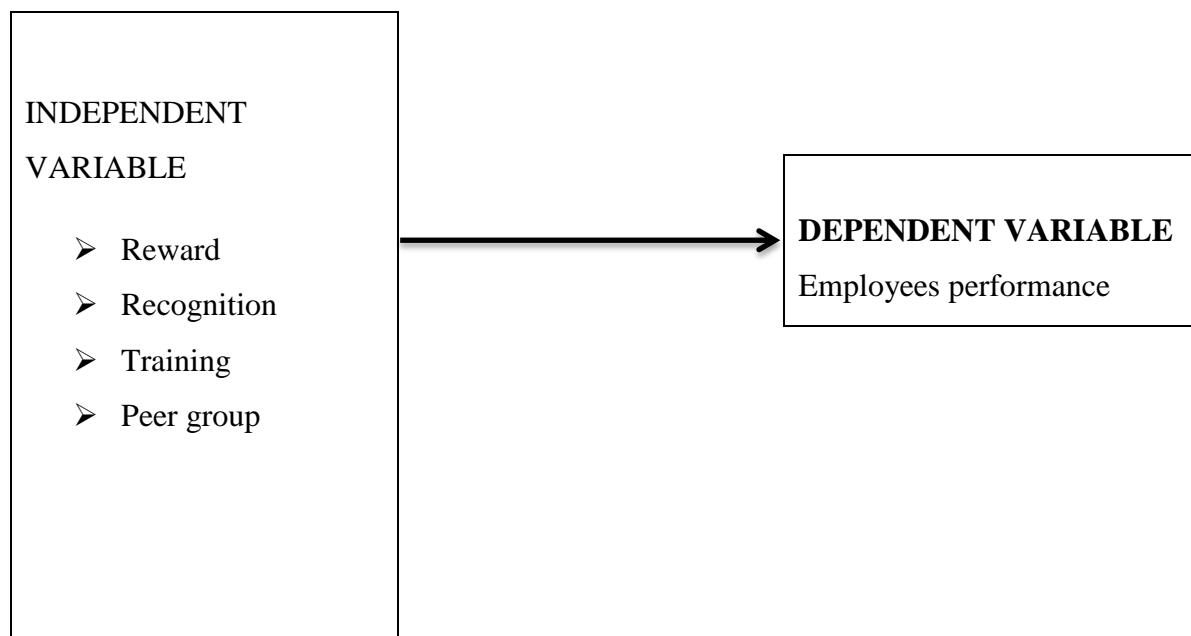 INDEPENDENT
VARIABLE
➢ Reward
➢ Recognition
➢ Training
➢ Peer group
DEPENDENT VARIABLE
Employees performance